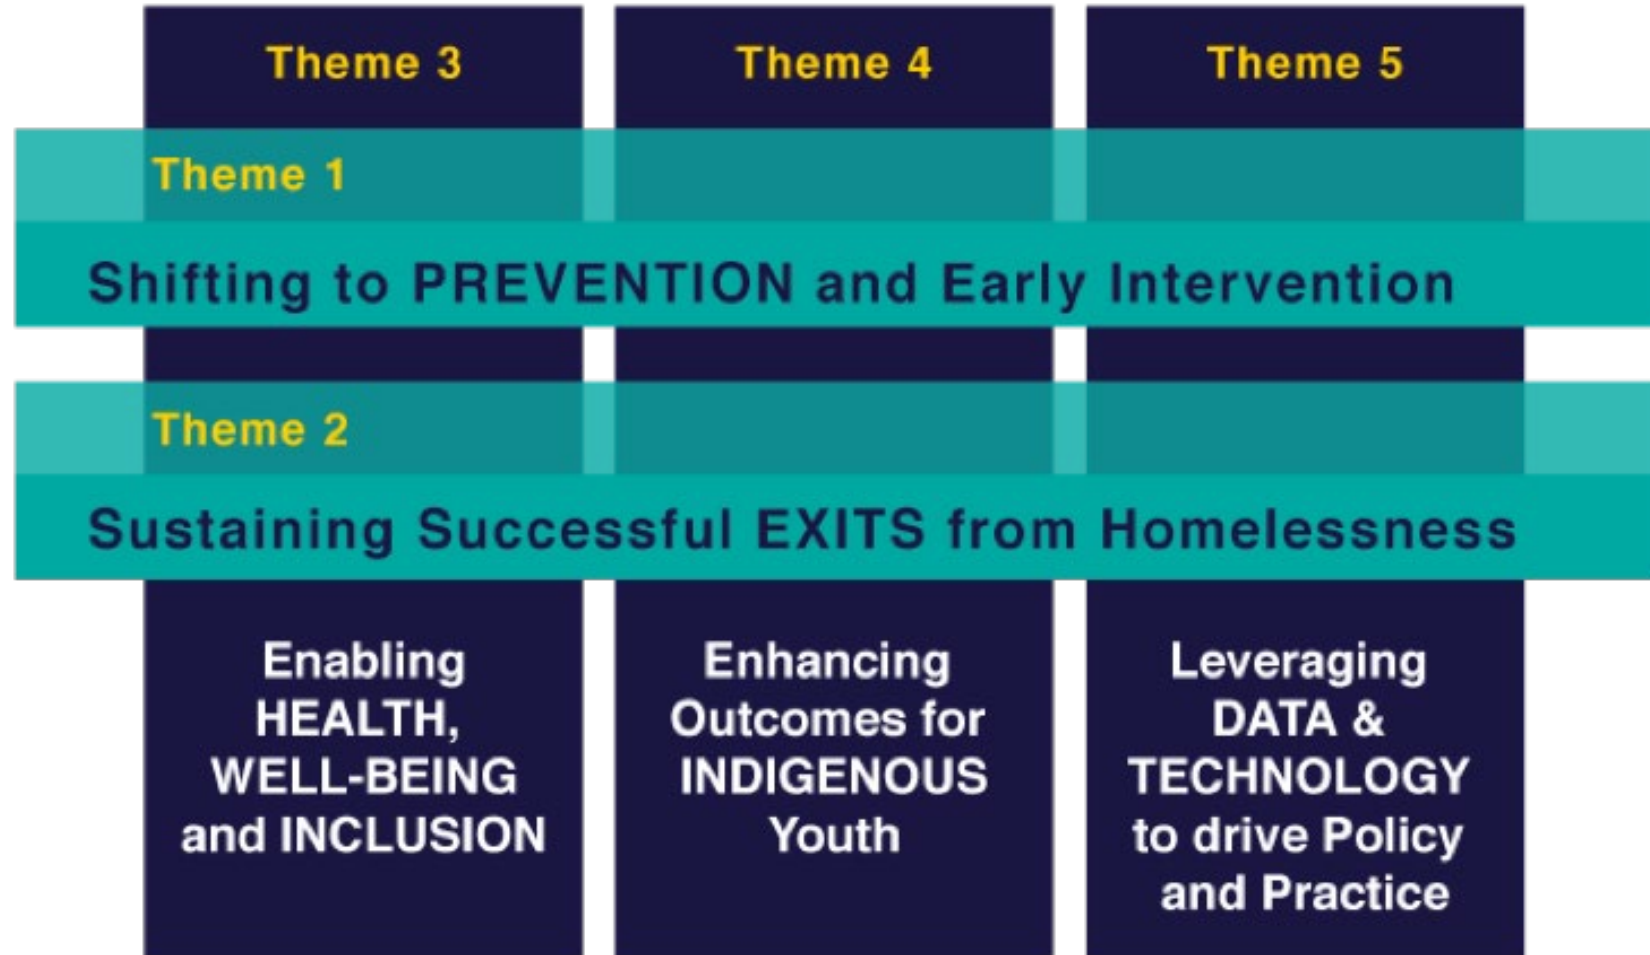 Theme 3
Theme 4
Theme 5
Theme 1
Shifting to PREVENTION and Early Intervention
Theme 2
Sustaining Successful EXITS from Homelessness
Enabling
HEALTH,
WELL-BEING
and INCLUSION
Enhancing
Outcomes for
INDIGENOUS
Youth
Leveraging
DATA &
TECHNOLOGY
to drive Policy
and Practice